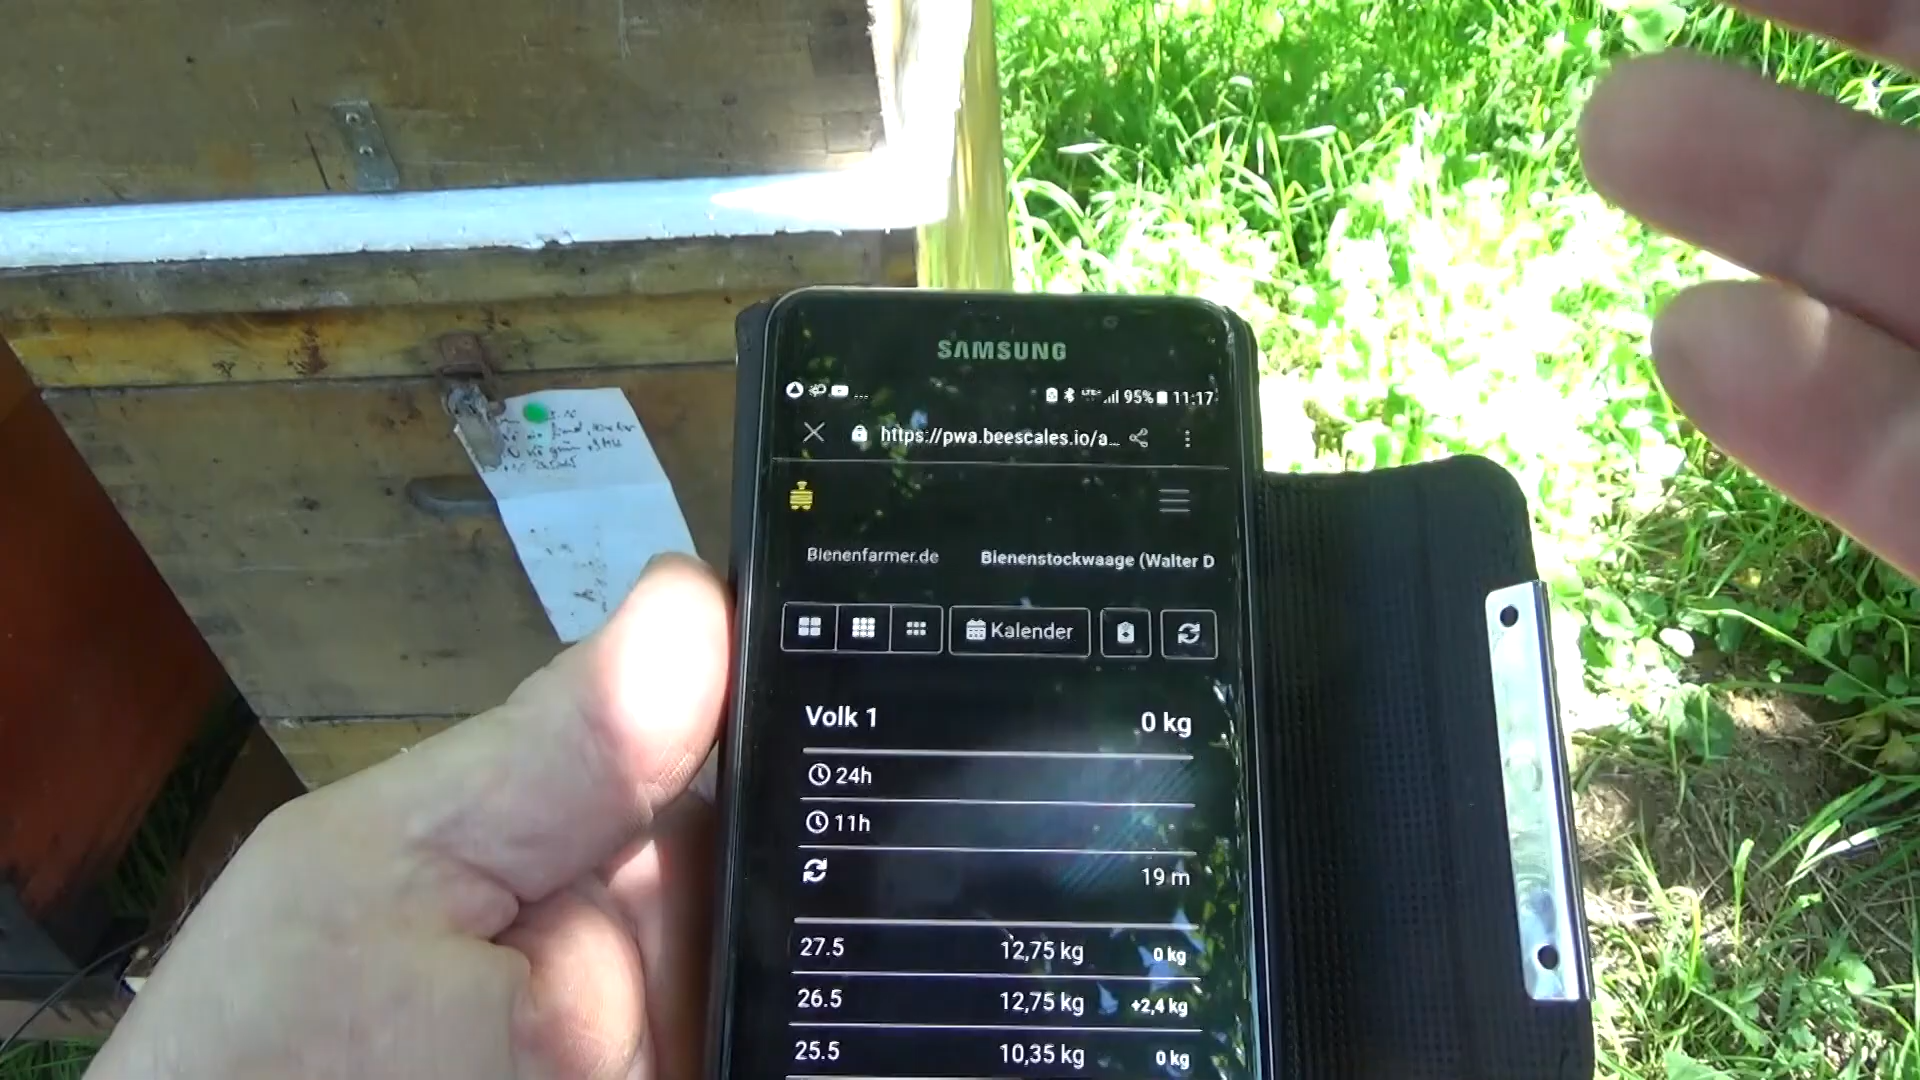 SAMSUNG
... 95% 11:17
https://pwa.beescales.io/a...
Bienenfarmer.de Bienenstockwaage (Walter D
Kalender
Volk 1 0 kg
24h
11h
19 m
27.5 12,75 kg 0 kg
26.5 12,75 kg +2,4 kg
25.5 10,35 kg 0 kg